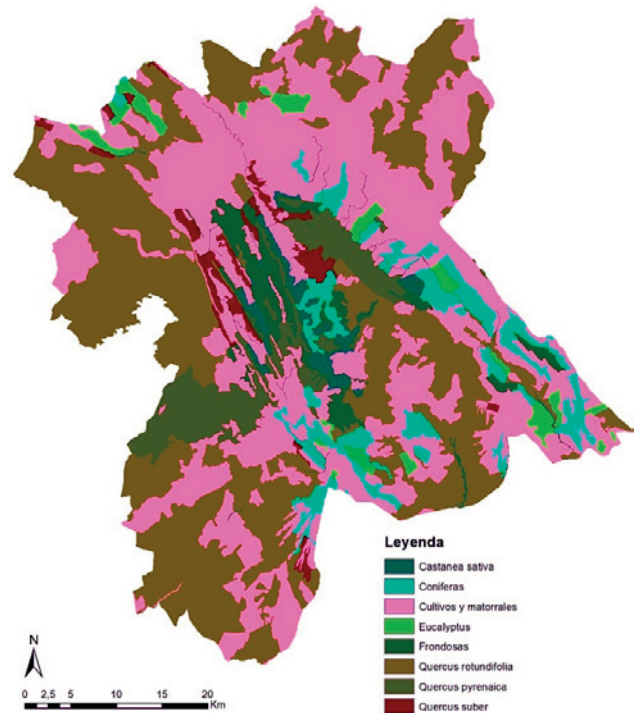 Leyenda
Castanea sativa
Coniferas
Cultivos y matorrales
Eucalyptus
Frondosas
Quercus rotundifolia
Quercus pyrenaica
Quercus suber
N
0 2,5 5 10 15 20
Km